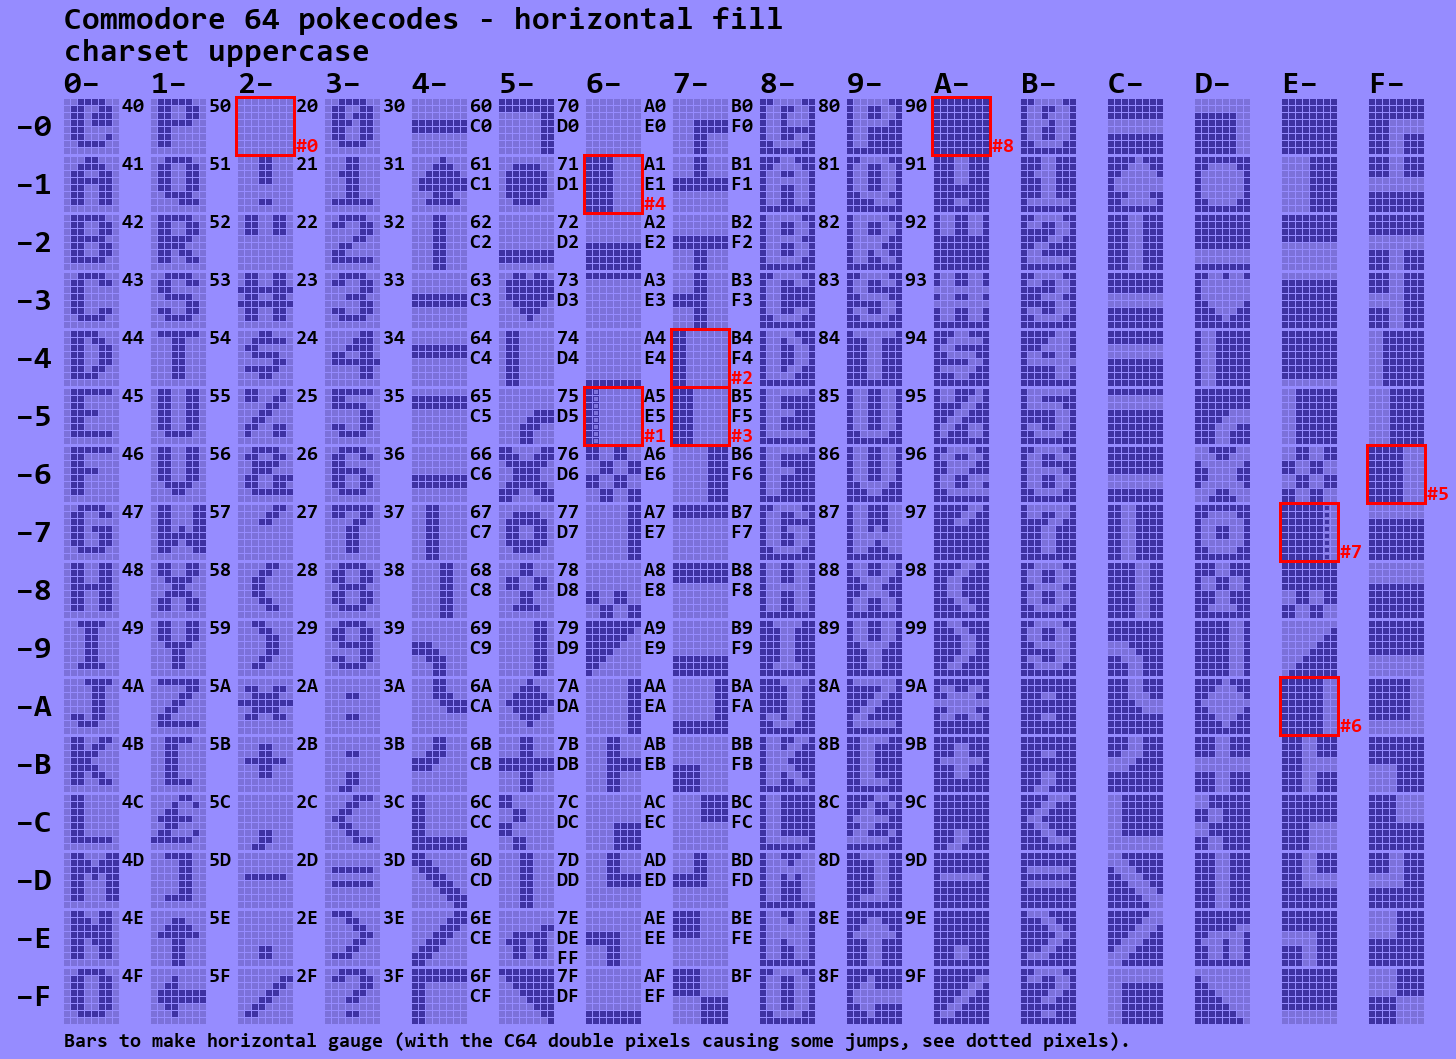 Commodore 64 pokecodes - horizontal fill
charset uppercase
0- 1- 2- 3- 4- 5- 6- 7- 8- 9- A- B- C- D- E- F-
40 50 20 30 60 70 A0 B0 80 90
-0 C0 D0 E0 F0
#0 #8
41 51 21 31 61 71 A1 B1 81 91
-1 C1 D1 E1 F1
#4
42 52 22 32 62 72 A2 B2 82 92
-2 C2 D2 E2 F2
43 53 23 33 63 73 A3 B3 83 93
-3 C3 D3 E3 F3
44 54 24 34 64 74 A4 B4 84 94
-4 C4 D4 E4 F4
#2
45 55 25 35 65 75 A5 B5 85 95
-5 C5 D5 E5 F5
#1 #3
46 56 26 36 66 76 A6 B6 86 96
-6 C6 D6 E6 F6
#5
47 57 27 37 67 77 A7 B7 87 97
-7 C7 D7 E7 F7
#7
48 58 28 38 68 78 A8 B8 88 98
-8 C8 D8 E8 F8
49 59 29 39 69 79 A9 B9 89 99
-9 C9 D9 E9 F9
4A 5A 2A 3A 6A 7A AA BA 8A 9A
-A CA DA EA FA
#6
4B 5B 2B 3B 6B 7B AB BB 8B 9B
-B CB DB EB FB
4C 5C 2C 3C 6C 7C AC BC 8C 9C
-C CC DC EC FC
4D 5D 2D 3D 6D 7D AD BD 8D 9D
-D CD DD ED FD
4E 5E 2E 3E 6E 7E AE BE 8E 9E
-E CE DE EE FE
FF
4F 5F 2F 3F 6F 7F AF BF 8F 9F
-F CF DF EF
Bars to make horizontal gauge (with the C64 double pixels causing some jumps, see dotted pixels).